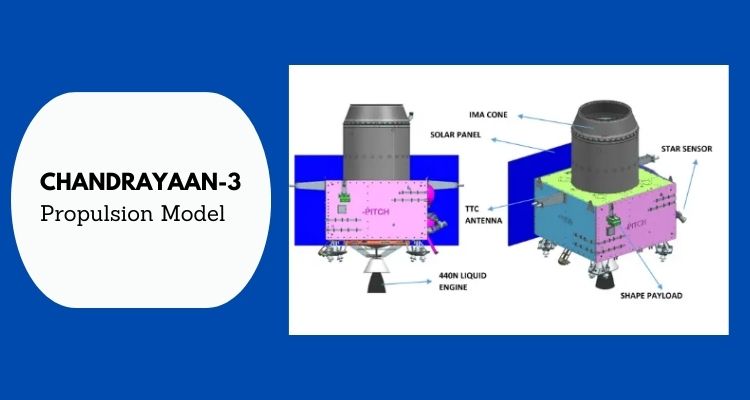 CHANDRAYAAN-3
Propulsion Model
IMA CONE
SOLAR PANEL
STAR SENSOR
TTC
ANTENNA
-PITCH
-PITCH
440N LIQUID
ENGINE
SHAPE PAYLOAD